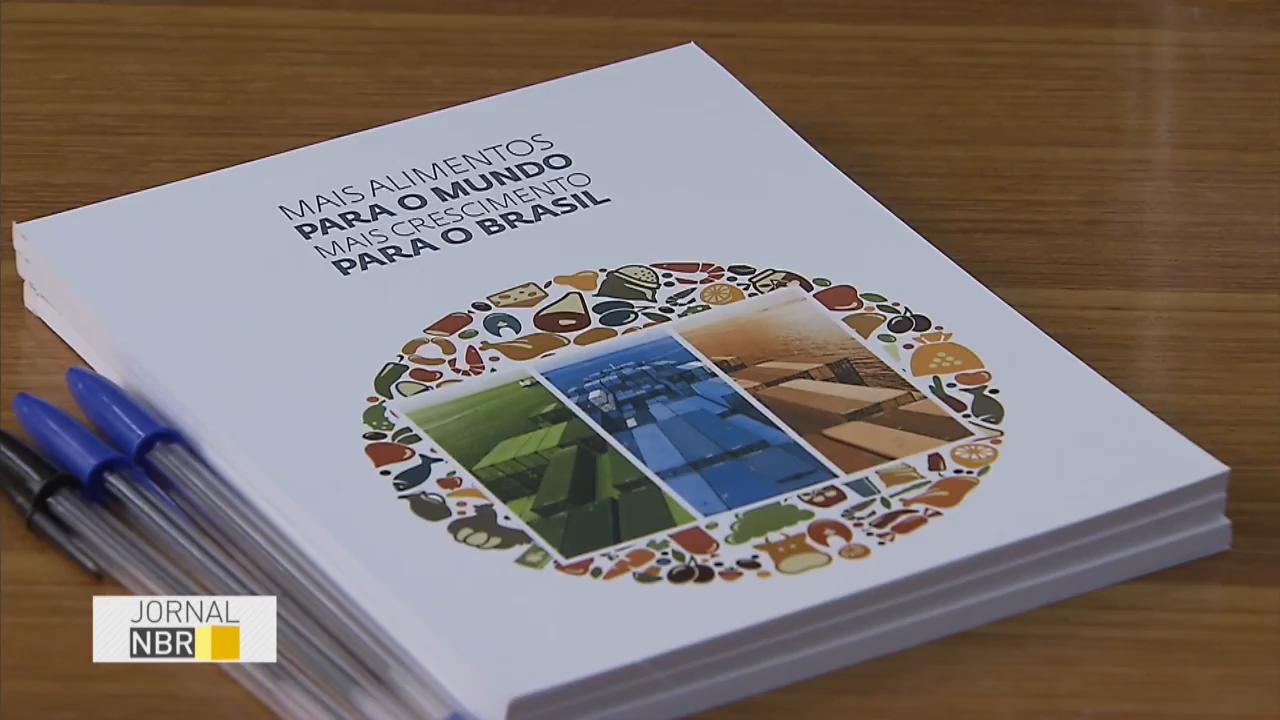 MAIS ALIMENTOS
PARA O MUNDO
MAIS CRESCIMENTO
PARA O BRASIL
JORNAL
NBR